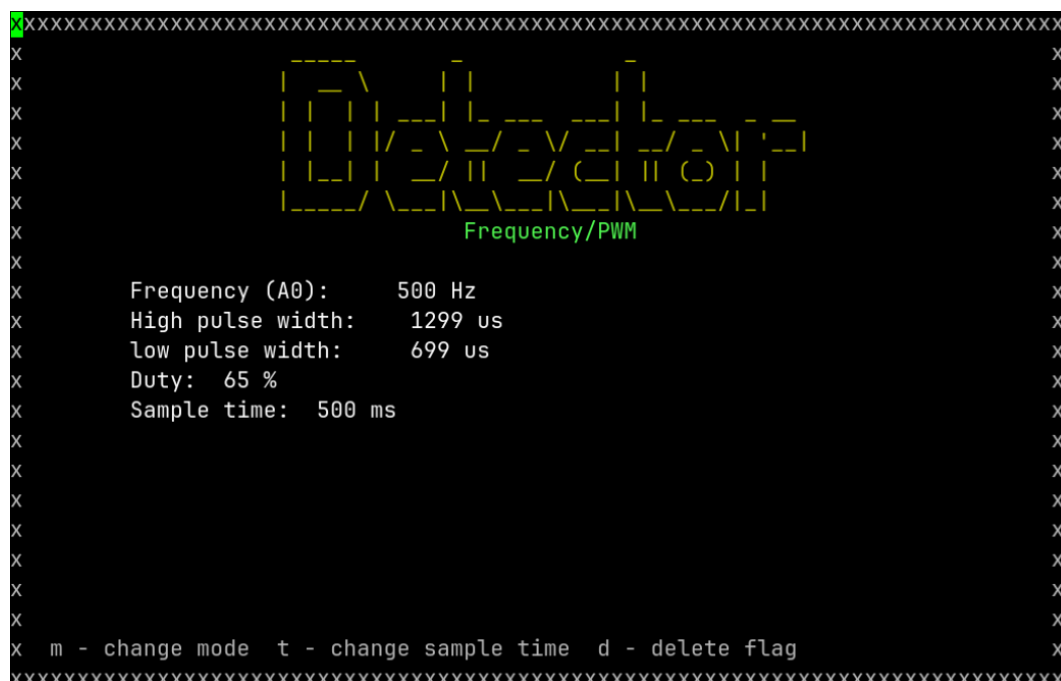 Detector
Frequency/PWM
Frequency (A0): 500 Hz
High pulse width: 1299 us
low pulse width: 699 us
Duty: 65 %
Sample time: 500 ms
m - change mode t - change sample time d - delete flag